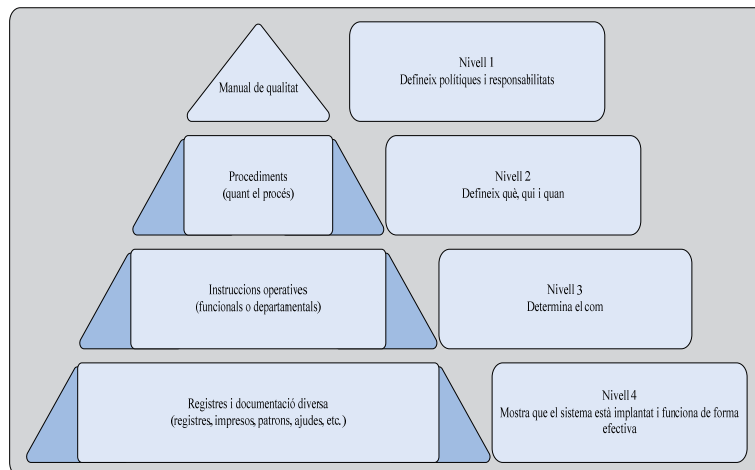 Manual de qualitat
Nivell 1
Defineix polítiques i responsabilitats
Procediments
(quant el procés)
Nivell 2
Defineix què, qui i quan
Instruccions operatives
(funcionals o departamentals)
Nivell 3
Determina el com
Registres i documentació diversa
(registres, impresos, patrons, ajudes, etc.)
Nivell 4
Mostra que el sistema està implantat i funciona de forma
efectiva